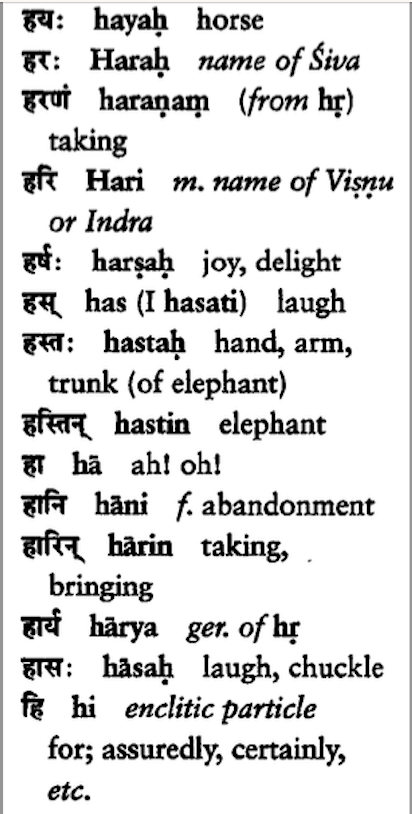 हयः hayaḥ horse
हरः Haraḥ name of Śiva
हरणं haraṇaṃ (from hṛ)
taking
हरि Hari m. name of Viṣṇu
or Indra
हर्षः harṣaḥ joy, delight
हस् has (I hasati) laugh
हस्तः hastaḥ hand, arm,
trunk (of elephant)
हस्तिन् hastin elephant
हा hā ah! oh!
हानि hāni f. abandonment
हारिन् hārin taking,
bringing
हार्य hārya ger. of hṛ
हासः hāsaḥ laugh, chuckle
हि hi enclitic particle
for; assuredly, certainly,
etc.